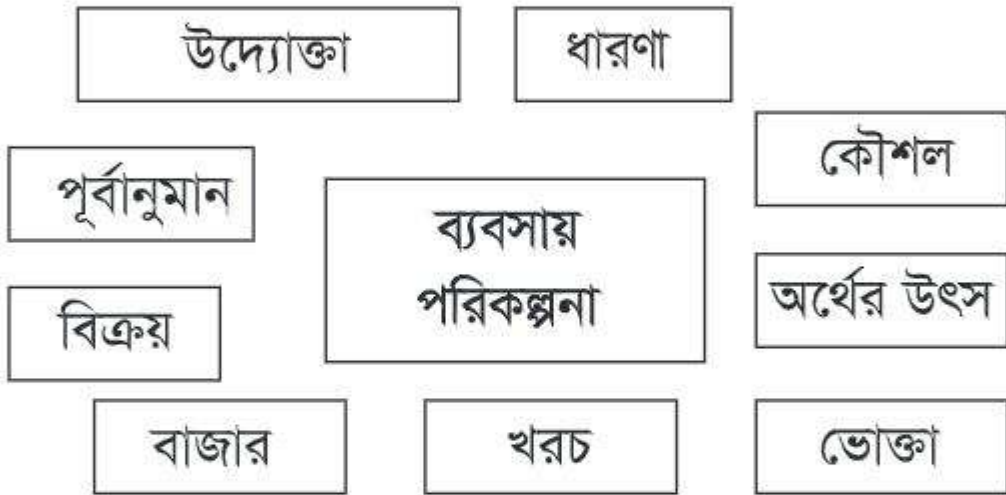 উদ্যোক্তা
ধারণা
কৌশল
পূর্বানুমান
ব্যবসায়
পরিকল্পনা
অর্থের উৎস
বিক্রয়
বাজার
খরচ
ভোক্তা